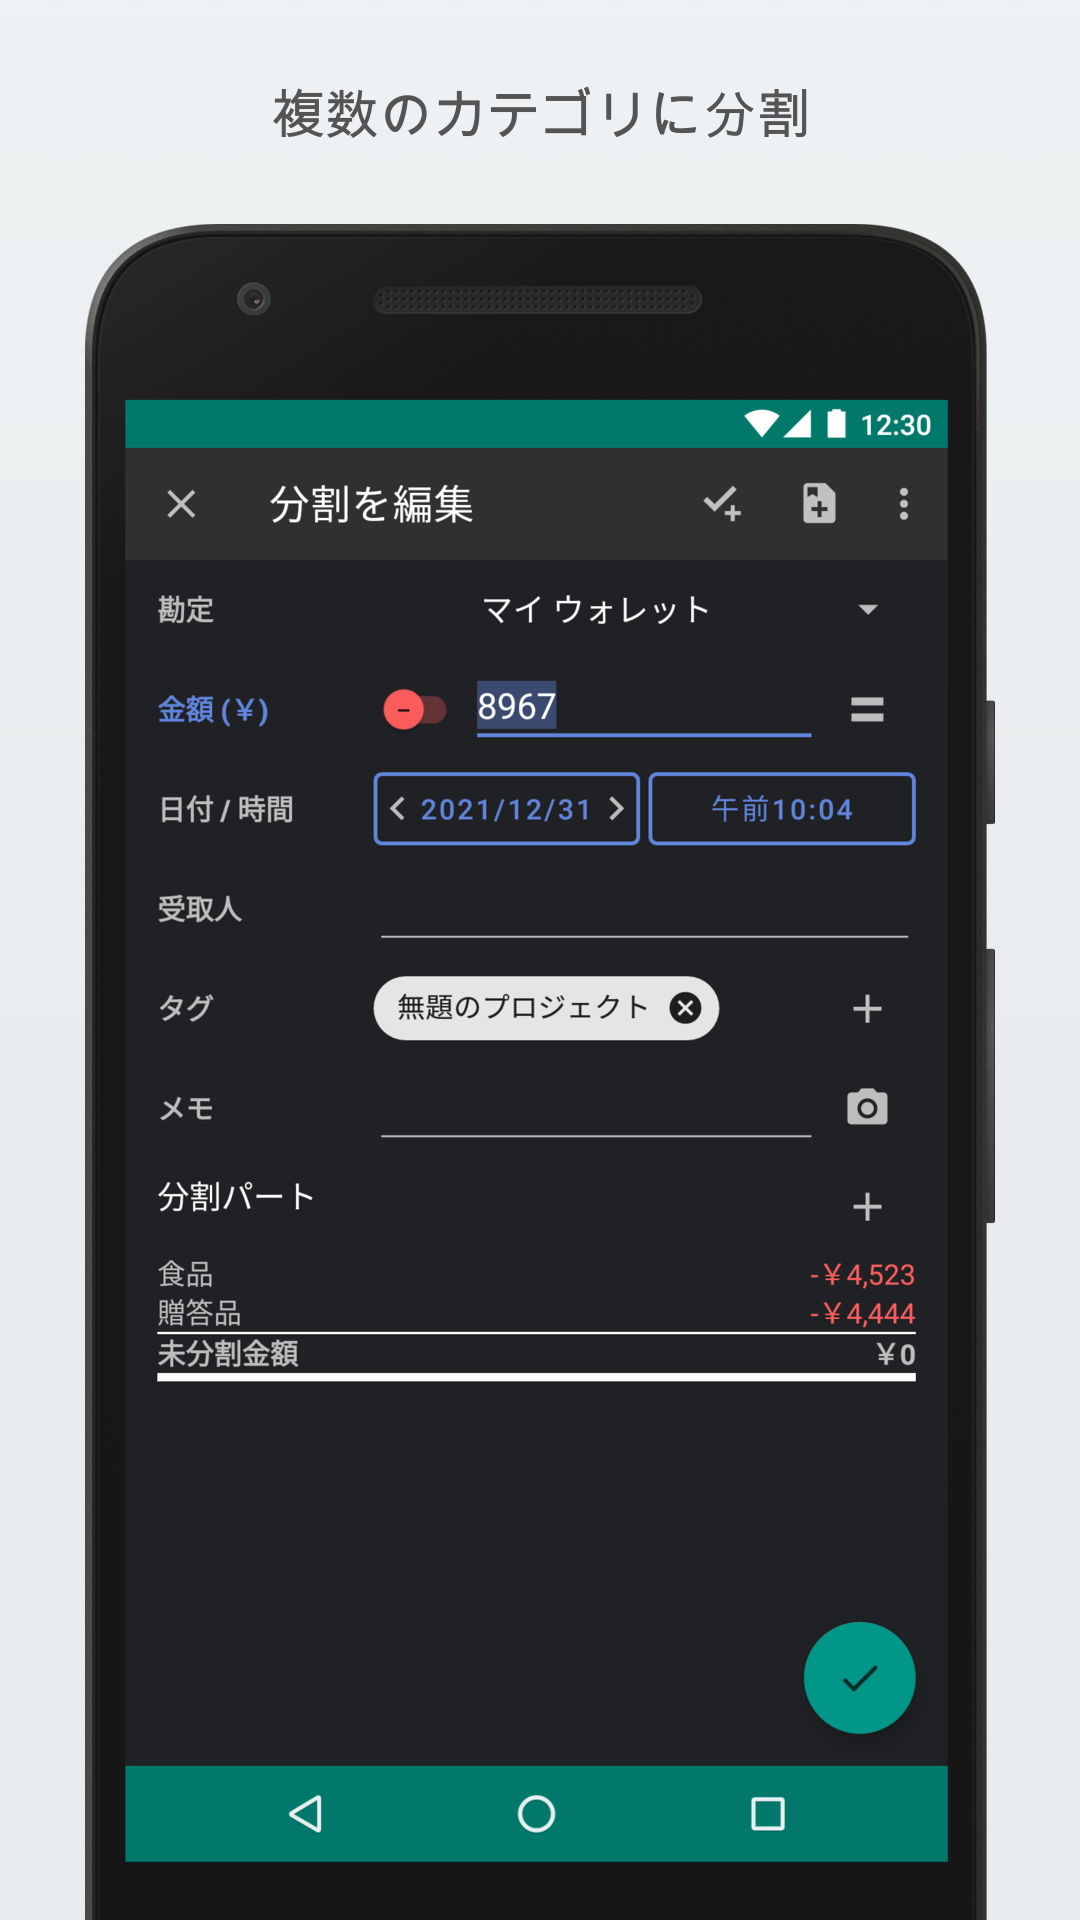 複数のカテゴリに分割
12:30
分割を編集
勘定 マイ ウォレット
金額 (¥) 8967
日付 / 時間 2021/12/31 午前10:04
受取人
タグ 無題のプロジェクト
メモ
分割パート
食品 -¥4,523
贈答品 -¥4,444
未分割金額 ¥0